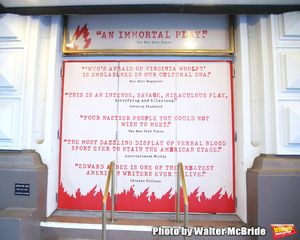 "AN IMMORTAL PLAY."
The New York Times
"'WHO'S AFRAID OF VIRGINIA WOOLF?'
IS EMBLAZONED IN OUR CULTURAL DNA."
New York Magazine
"THIS IS AN INTENSE, SAVAGE, MIRACULOUS PLAY.
Horrifying and hilarious."
Evening Standard
"FOUR NASTIER PEOPLE YOU COULD NOT
WISH TO MEET."
The New York Times
"THE MOST DAZZLING DISPLAY OF VERBAL BLOOD
SPORT EVER TO STAIN THE AMERICAN STAGE."
Entertainment Weekly
"EDWARD ALBEE IS ONE OF THE GREATEST
AMERICAN WRITERS EVER TO LIVE."
Chicago Tribune
Photo by Walter McBride